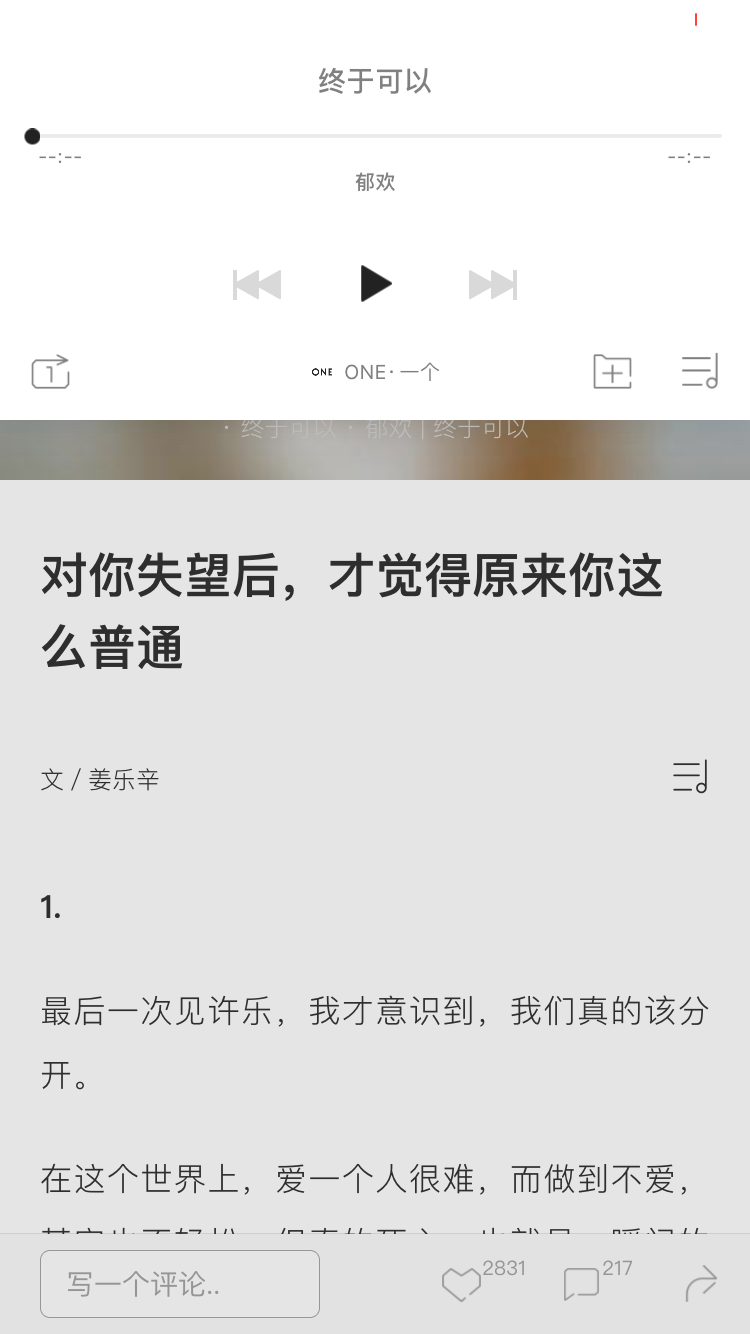 终于可以
--:-- --:--
郁欢
1
ONE ONE· 一个
· 终于可以 · 郁欢 | 终于可以
对你失望后，才觉得原来你这
么普通
文 / 姜乐辛
1.
最后一次见许乐，我才意识到，我们真的该分
开。
在这个世界上，爱一个人很难，而做到不爱，
写一个评论.. 2831 217